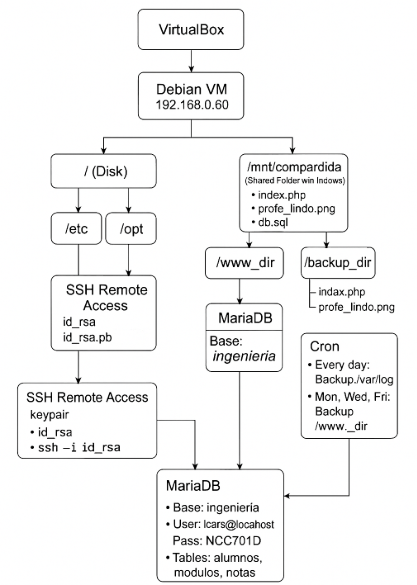 VirtualBox
Debian VM
192.168.0.60
/ (Disk)
/mnt/compardida
(Shared Folder win Indows)
• index.php
• profe_lindo.png
• db.sql
/etc
/opt
/www_dir
/backup_dir
indax.php
profe_lindo.png
SSH Remote
Access
id_rsa
id_rsa.pb
MariaDB
Base:
ingenieria
Cron
• Every day:
Backup./var/log
• Mon, Wed, Fri:
Backup
/www._dir
SSH Remote Access
keypair
• id_rsa
• ssh –i id_rsa
MariaDB
• Base: ingenieria
• User: lcars@locahost
Pass: NCC701D
• Tables: alumnos,
modulos, notas